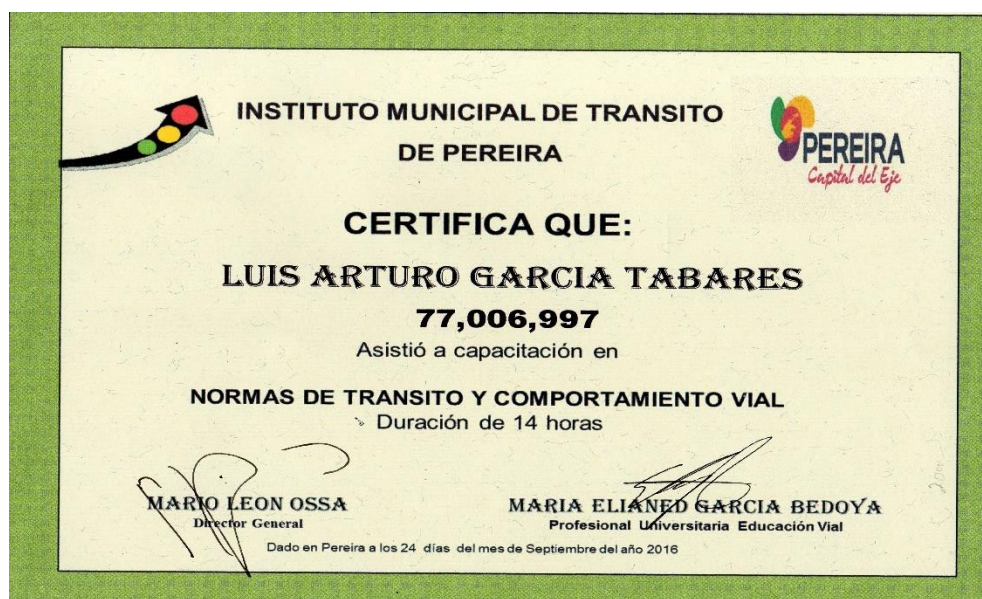 INSTITUTO MUNICIPAL DE TRANSITO
DE PEREIRA
PEREIRA
Capital del Eje
CERTIFICA QUE:
LUIS ARTURO GARCIA TABARES
77,006,997
Asistió a capacitación en
NORMAS DE TRANSITO Y COMPORTAMIENTO VIAL
Duración de 14 horas
MARIO LEON OSSA
Director General
MARIA ELIANED GARCIA BEDOYA
Profesional Universitaria Educación Vial
Dado en Pereira a los 24 días del mes de Septiembre del año 2016